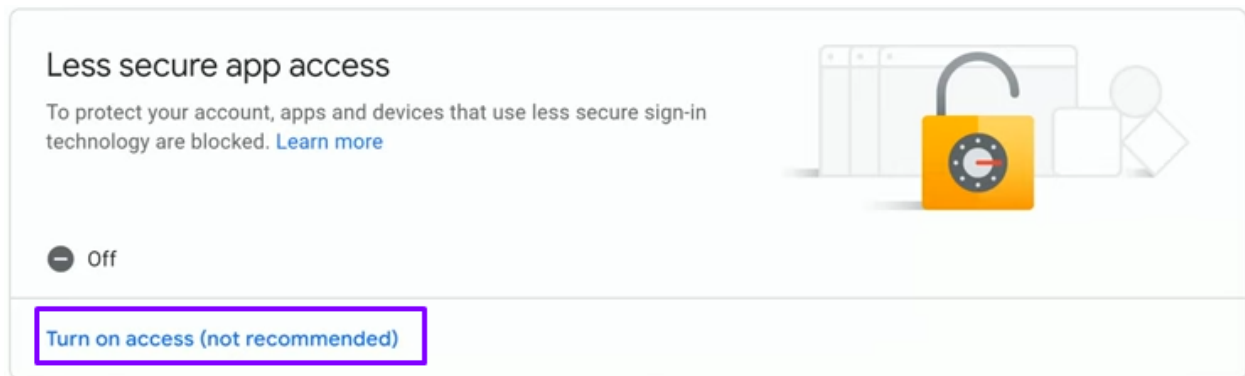 Less secure app access
To protect your account, apps and devices that use less secure sign-in
technology are blocked. Learn more
Off
Turn on access (not recommended)